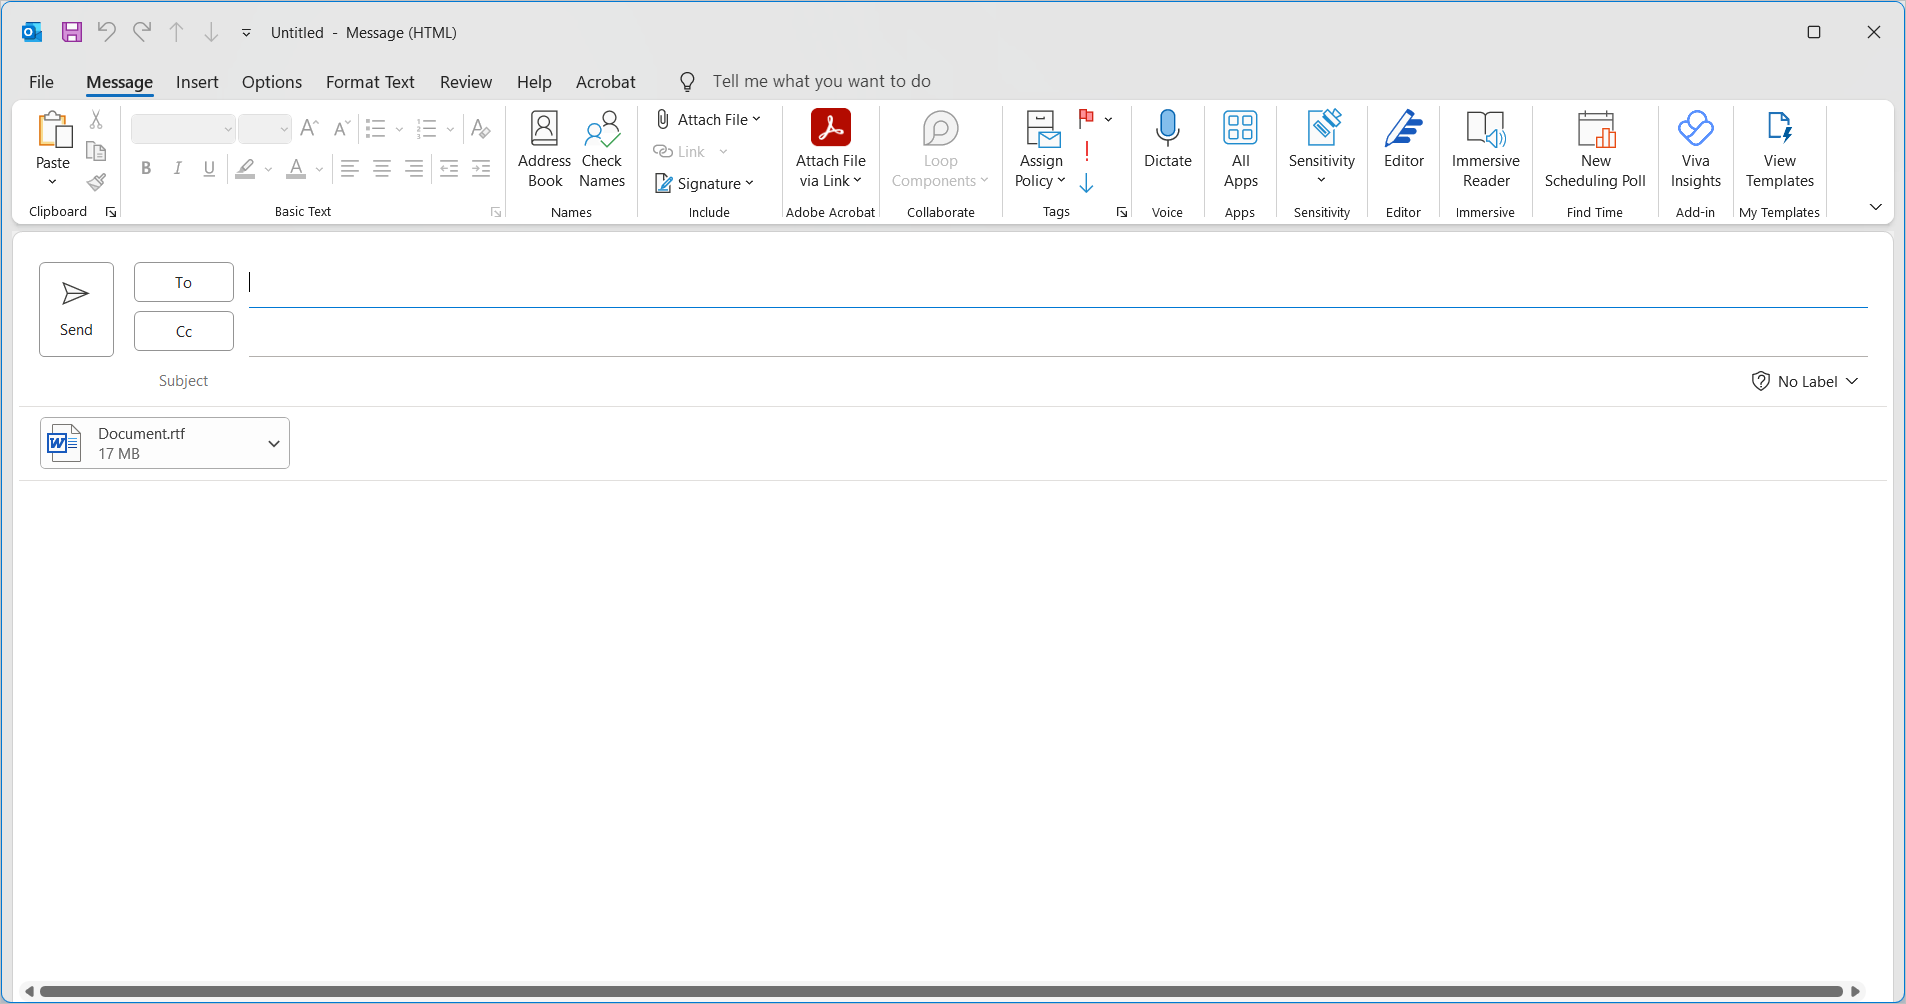 Untitled - Message (HTML)
File Message Insert Options Format Text Review Help Acrobat Tell me what you want to do
Paste
Clipboard
B I U A
Basic Text
Address Book
Check Names
Names
Attach File
Link
Signature
Include
Attach File via Link
Adobe Acrobat
Loop Components
Collaborate
Assign Policy
Tags
Dictate
Voice
All Apps
Apps
Sensitivity
Sensitivity
Editor
Editor
Immersive Reader
Immersive
New Scheduling Poll
Find Time
Viva Insights
Add-in
View Templates
My Templates
Send
To
Cc
Subject
No Label
Document.rtf
17 MB